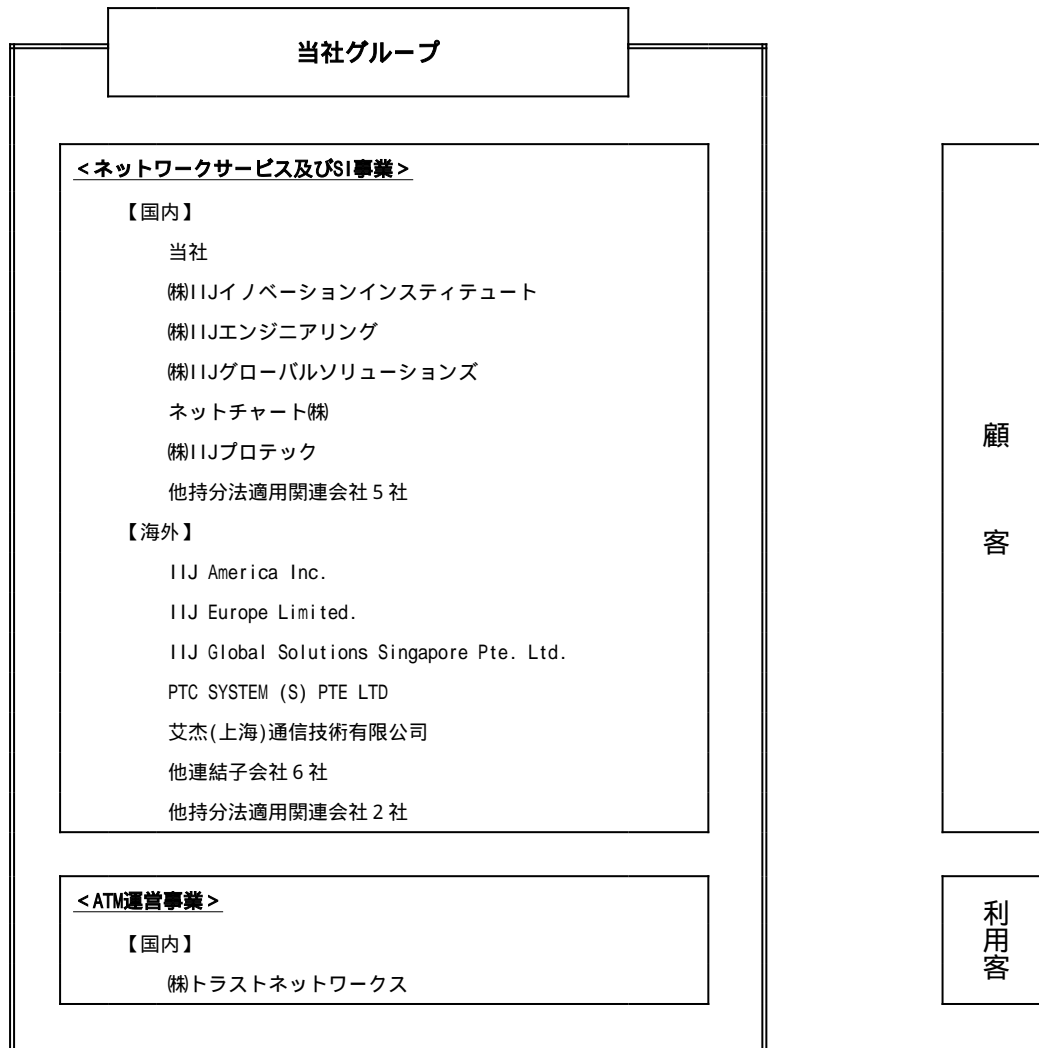 当社グループ
＜ネットワークサービス及びSI事業＞
【国内】
当社
㈱IIJイノベーションインスティテュート
㈱IIJエンジニアリング
㈱IIJグローバルソリューションズ
ネットチャート㈱
㈱IIJプロテック
他持分法適用関連会社５社
【海外】
IIJ America Inc.
IIJ Europe Limited.
IIJ Global Solutions Singapore Pte. Ltd.
PTC SYSTEM (S) PTE LTD
艾杰(上海)通信技術有限公司
他連結子会社６社
他持分法適用関連会社２社
顧客
＜ATM運営事業＞
【国内】
㈱トラストネットワークス
利用客